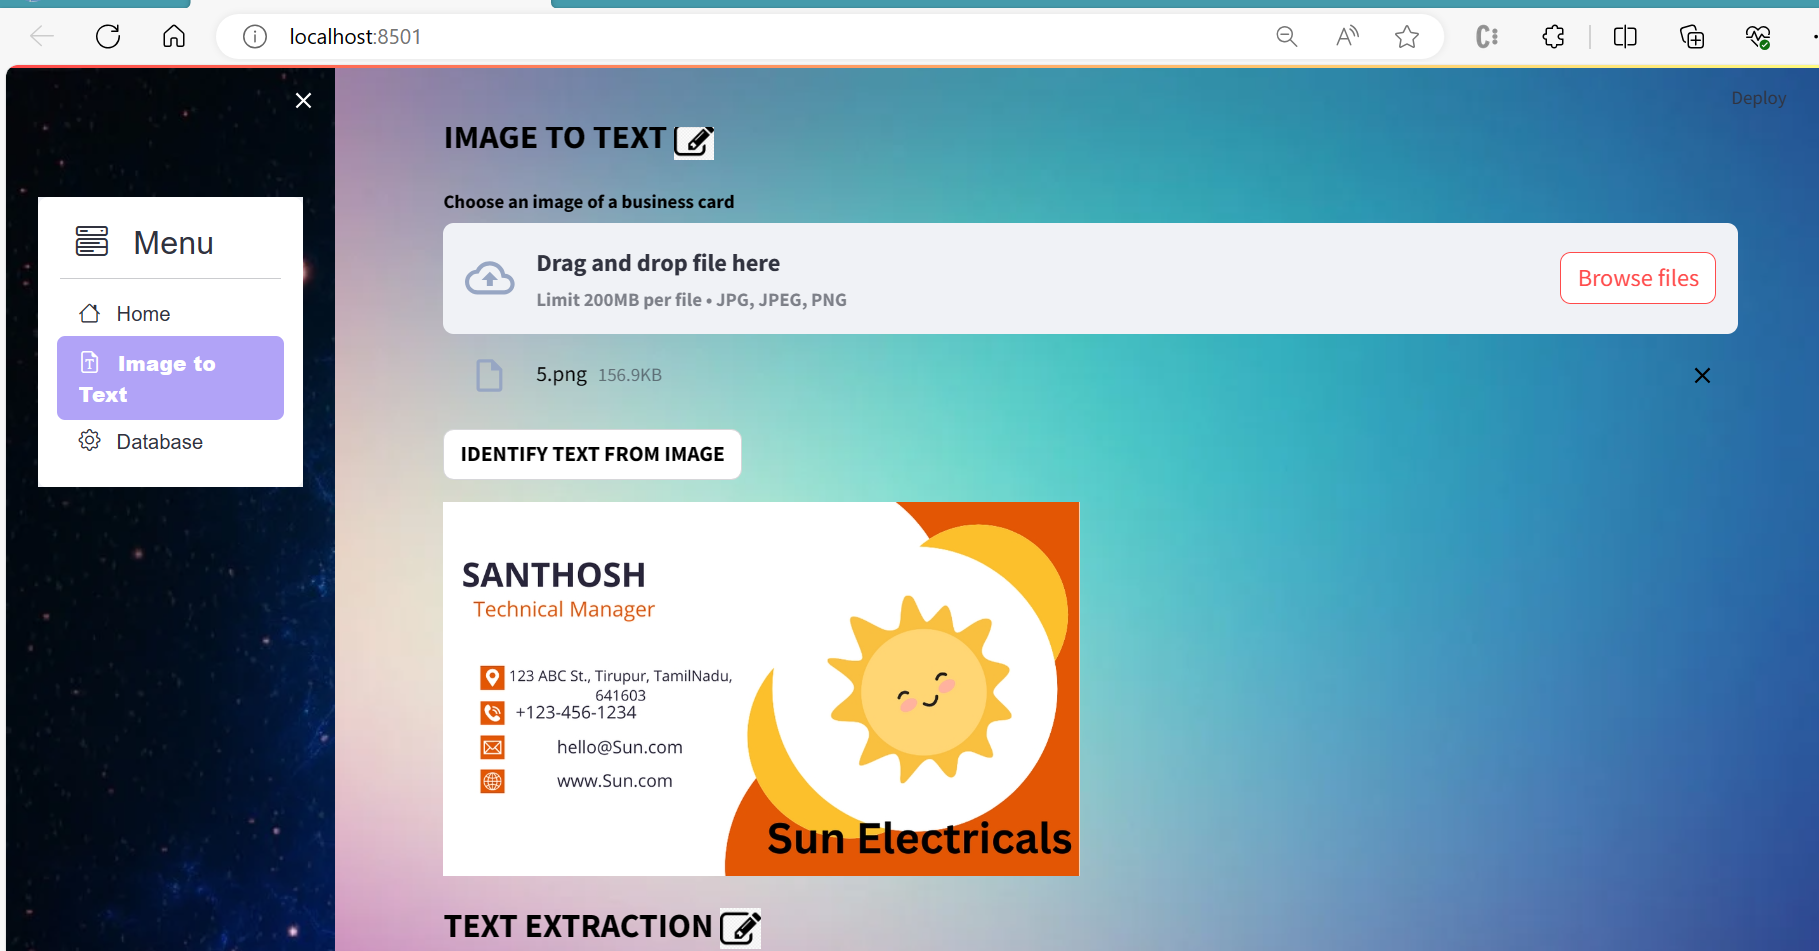 localhost:8501
Deploy
Menu
Home
Image to
Text
Database
IMAGE TO TEXT
Choose an image of a business card
Drag and drop file here
Limit 200MB per file • JPG, JPEG, PNG
Browse files
5.png 156.9KB
IDENTIFY TEXT FROM IMAGE
SANTHOSH
Technical Manager
123 ABC St., Tirupur, TamilNadu,
641603
+123-456-1234
hello@Sun.com
www.Sun.com
Sun Electricals
TEXT EXTRACTION